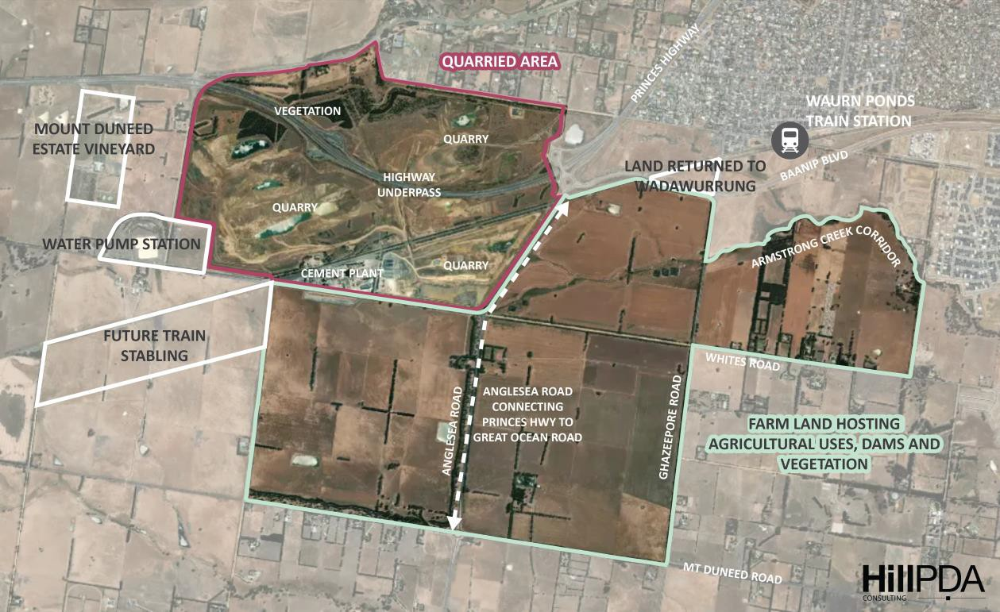 QUARRIED AREA
PRINCES HIGHWAY
WAURN PONDS
TRAIN STATION
VEGETATION
MOUNT DUNEED
ESTATE VINEYARD
QUARRY
BAANIP BLVD
LAND RETURNED TO
WADAWURRUNG
HIGHWAY
UNDERPASS
QUARRY
WATER PUMP STATION
ARMSTRONG CREEK CORRIDOR
QUARRY
CEMENT PLANT
FUTURE TRAIN
STABLING
WHITES ROAD
ANGLESEA ROAD
ANGLESEA ROAD
CONNECTING
PRINCES HWY TO
GREAT OCEAN ROAD
GHAZEEPORE ROAD
FARM LAND HOSTING
AGRICULTURAL USES, DAMS AND
VEGETATION
MT DUNEED ROAD
HillPDA
CONSULTING